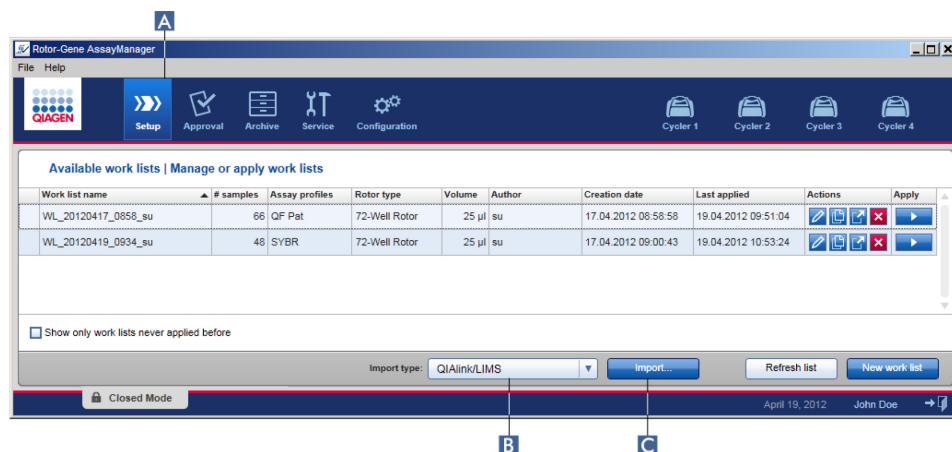 A
Rotor-Gene AssayManager
File Help
QIAGEN
Setup Approval Archive Service Configuration Cycler 1 Cycler 2 Cycler 3 Cycler 4
Available work lists | Manage or apply work lists
Work list name # samples Assay profiles Rotor type Volume Author Creation date Last applied Actions Apply
WL_20120417_0858_su 66 QF Pat 72-Well Rotor 25 µl su 17.04.2012 08:58:58 19.04.2012 09:51:04
WL_20120419_0934_su 48 SYBR 72-Well Rotor 25 µl su 17.04.2012 09:00:43 19.04.2012 10:53:24
Show only work lists never applied before
Import type: QIAlink/LIMS Import... Refresh list New work list
Closed Mode April 19, 2012 John Doe
B C